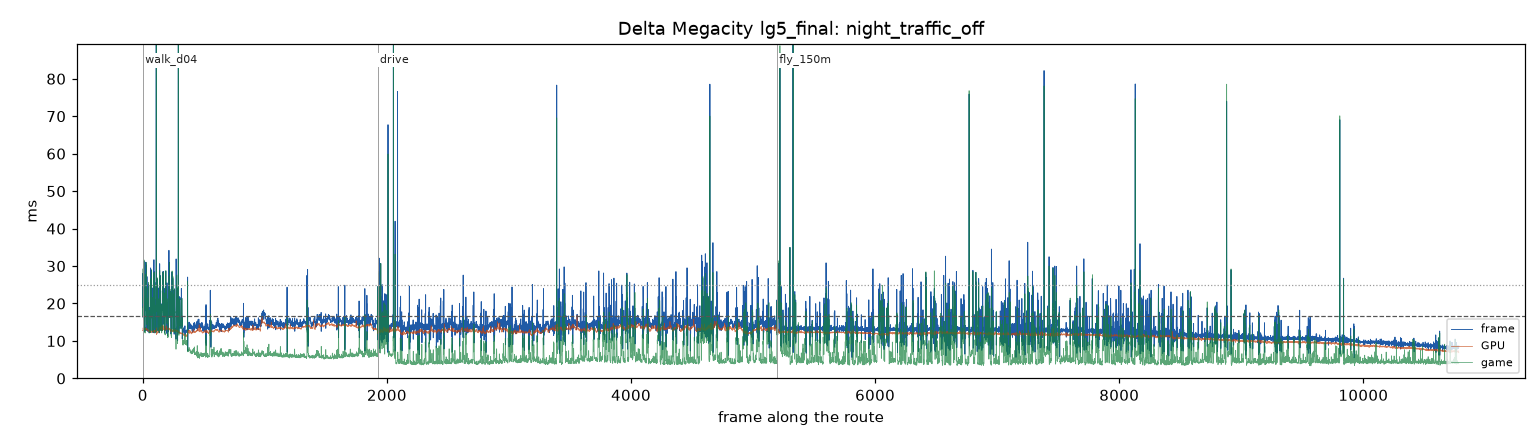 Delta Megacity lg5_final: night_traffic_off
walk_d04
drive
fly_150m
80
70
60
50
40
30
20
10
0
ms
0
2000
4000
6000
8000
10000
frame along the route
frame
GPU
game